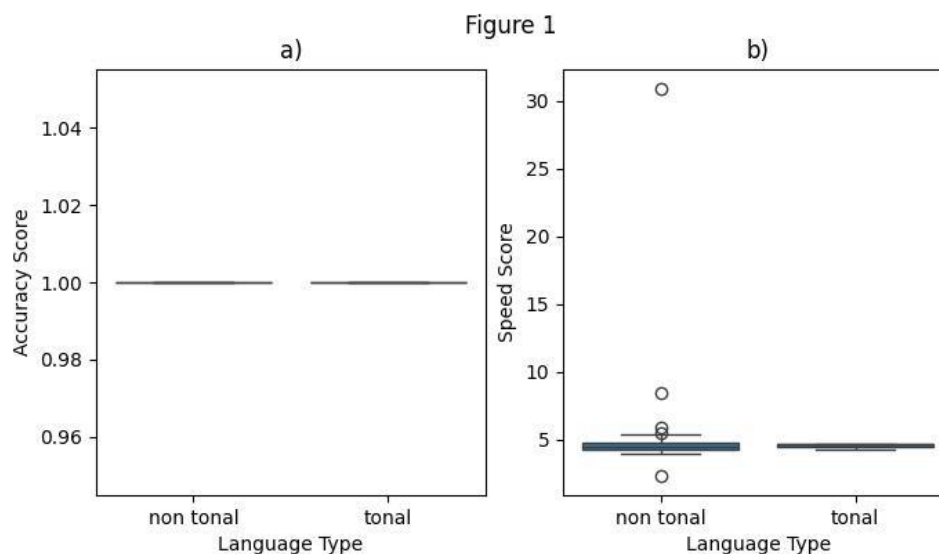 Figure 1
a)
Accuracy Score
1.04
1.02
1.00
0.98
0.96
non tonal
tonal
Language Type
b)
Speed Score
30
25
20
15
10
5
non tonal
tonal
Language Type